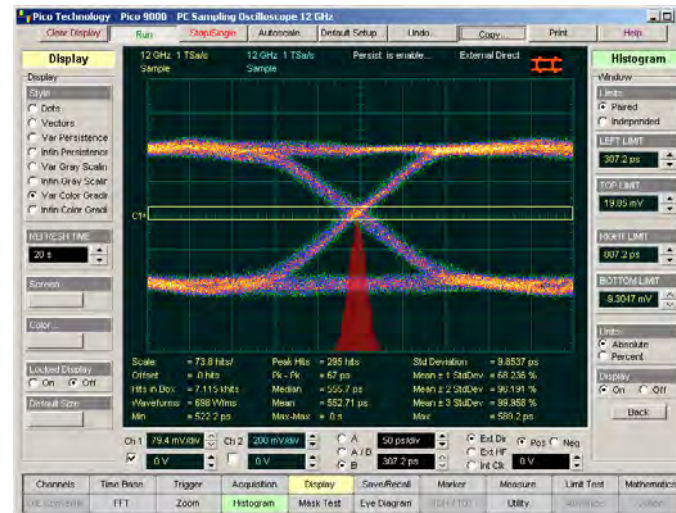 Pico Technology Pico 9000 - PC Sampling Oscilloscope 12 GHz
Clear Display Run Stop/Single Autoscale Default Setup Undo Copy... Print Help
Display
12 GHz 1 TSa/s 12 GHz 1 TSa/s Persist is enable... External Direct
Sample Sample
Histogram
Display
Style
Dots
Vectors
Var Persistence
Infin Persistence
Var Gray Scalin
Infin Gray Scalin
Var Color Gradi
Infin Color Gradi
REFRESH TIME
20 s
Screen
Color...
Locked Display
On Off
Default Size
C1
Window
Limits
Paired
Independed
LEFT LIMIT
307.2 ps
TOP LIMIT
19.05 mV
RIGHT LIMIT
807.2 ps
BOTTOM LIMIT
-9.3047 mV
Units
Absolute
Percent
Display
On Off
Back
Scale = 73.8 hits/ Peak Hits = 295 hits Std Deviation = 9.8537 ps
Offset = 0 hits Pk - Pk = 67 ps Mean ± 1 StdDev = 68.236 %
Hits in Box = 7.115 khits Median = 555.7 ps Mean ± 2 StdDev = 90.191 %
Waveforms = 698 Wfms Mean = 552.71 ps Mean ± 3 StdDev = 99.958 %
Min = 522.2 ps Max-Max = 0 s Max = 589.2 ps
Ch 1 79.4 mV/div Ch 2 200 mV/div A 50 ps/div Ext Dir Pos Neg
A / D Ext HF
0 V 0 V B 307.2 ps Int Clk 0 V
Channels Time Base Trigger Acquisition Display Save/Recall Marker Measure Limit Test Mathematics
FFT Zoom Histogram Mask Test Eye Diagram Utility